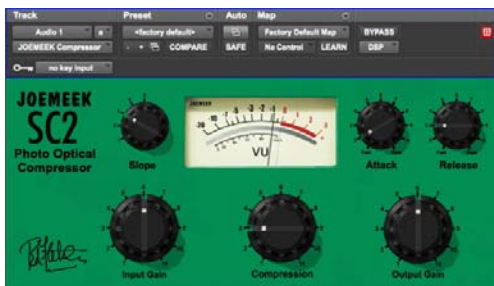 Track Preset Auto Map
Audio 1 a <factory default> Factory Default Map BYPASS
JOEMEEK Compressor - + COMPARE SAFE No Control LEARN DSP
no key input
JOEMEEK
SC2
Photo Optical
Compressor
Slope
JOEMEEK
VU
Attack
Release
Input Gain
Compression
Output Gain